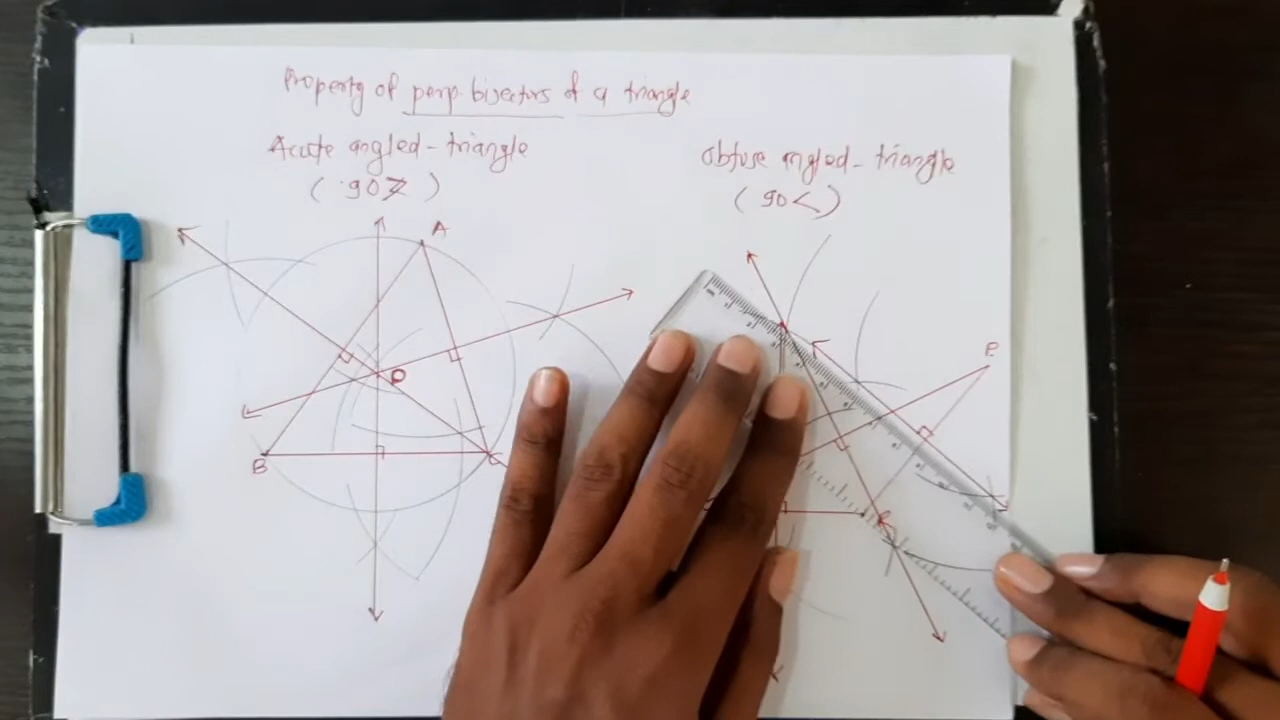 Property of perp. bisectors of a triangle
Acute angled - triangle
(90>)
Obtuse angled - triangle
(90<)
A
P
O
B
C
R